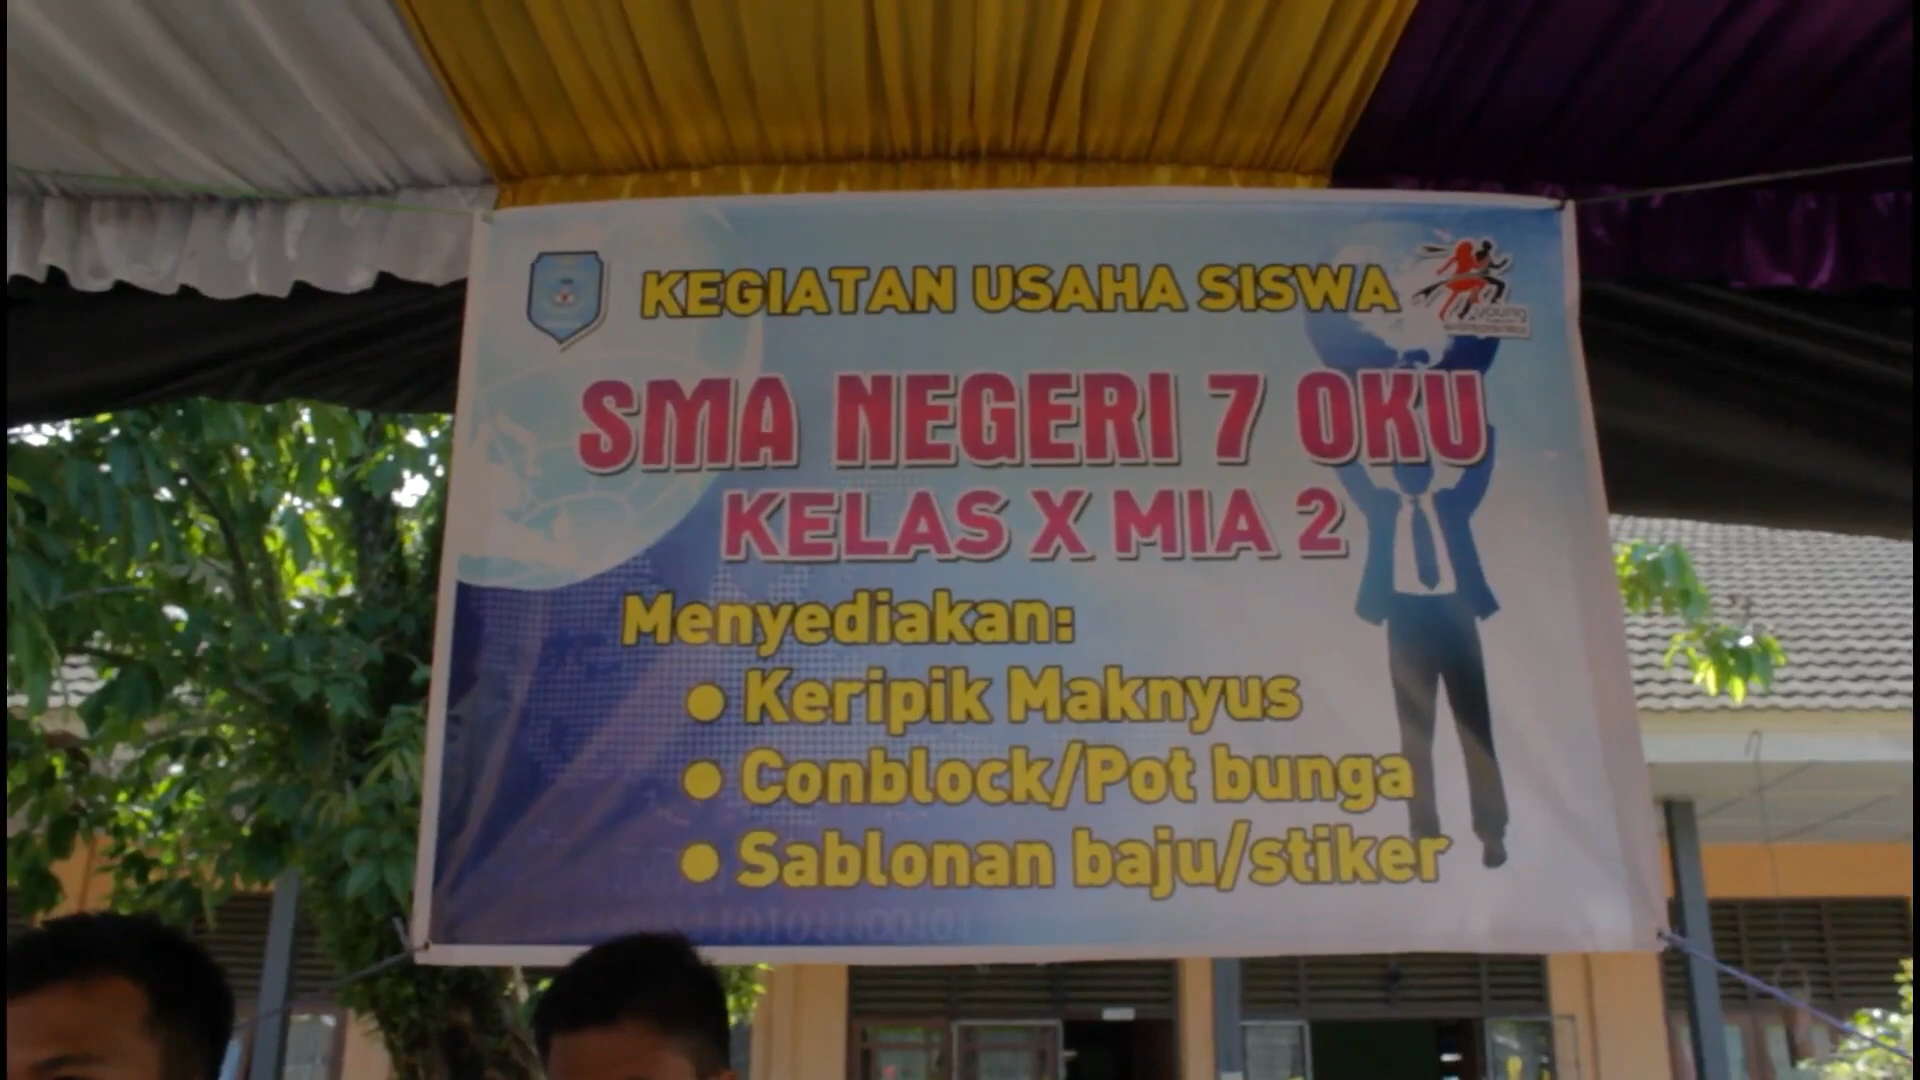 KEGIATAN USAHA SISWA
young
SMA NEGERI 7 OKU
KELAS X MIA 2
Menyediakan:
• Keripik Maknyus
• Conblock/Pot bunga
• Sablonan baju/stiker